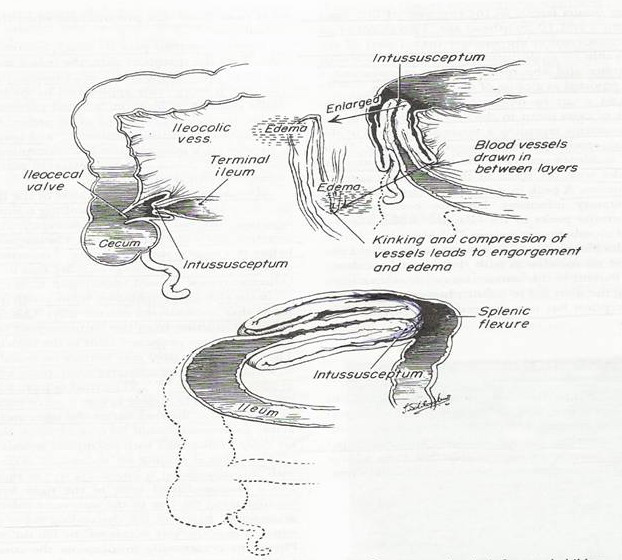 Intussusceptum
Enlarged
Edema
Ileocolic
vess.
Terminal
ileum
Ileocecal
valve
Cecum
Intussusceptum
Edema
Blood vessels
drawn in
between layers
Kinking and compression of
vessels leads to engorgement
and edema
Splenic
flexure
Intussusceptum
Ileum